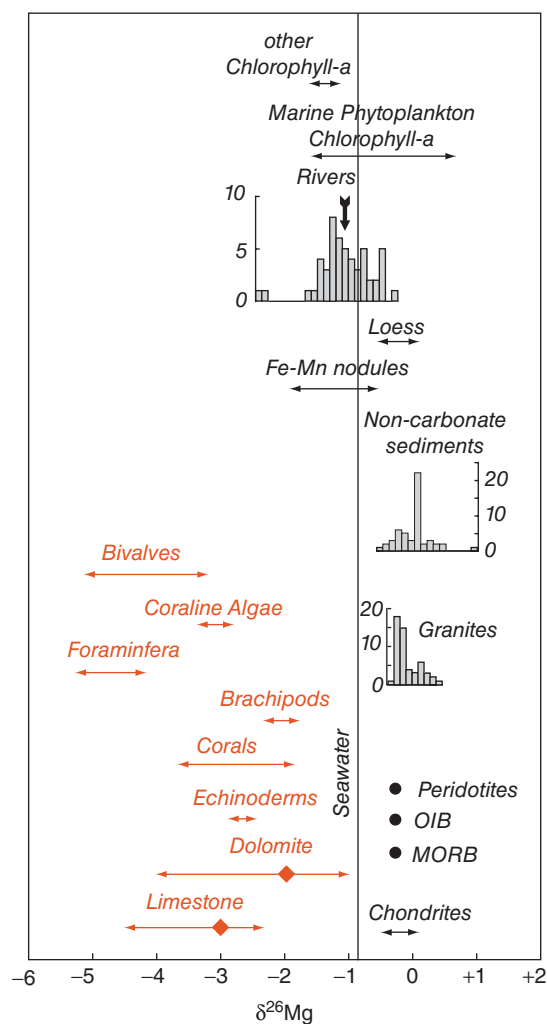 other
Chlorophyll-a
Marine Phytoplankton
Chlorophyll-a
Rivers
10
5
0
Loess
Fe-Mn nodules
Non-carbonate
sediments
20
10
0
Bivalves
Coraline Algae
Foraminfera
20
10
0
Granites
Brachipods
Corals
Seawater
Echinoderms
Peridotites
OIB
MORB
Dolomite
Limestone
Chondrites
−6 −5 −4 −3 −2 −1 0 +1 +2
δ26Mg